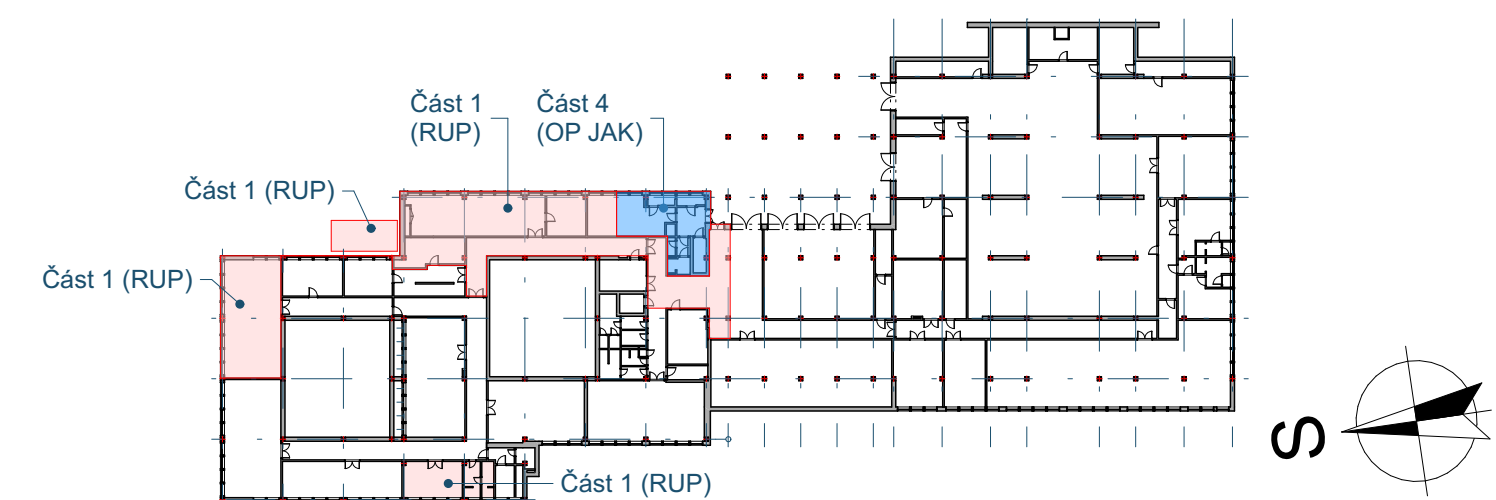 Část 1
(RUP)
Část 4
(OP JAK)
Část 1 (RUP)
Část 1 (RUP)
Část 1 (RUP)
S